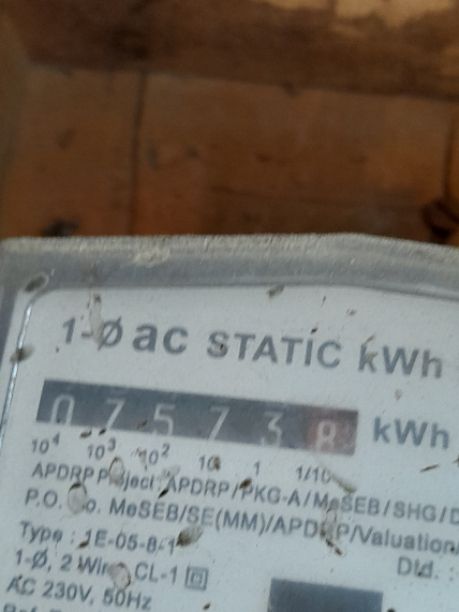 1-Ø ac STATIC kWh
0 7 5 7 3 8 kWh
10⁴ 10³ 10² 10 1 1/10
APDRP Project: APDRP/PKG-A/MeSEB/SHG/D
P.O. No. MeSEB/SE(MM)/APDRP/Valuation
Dtd. :
Type : 1E-05-8-1
1-Ø, 2 Wire CL-1
AC 230V, 50Hz